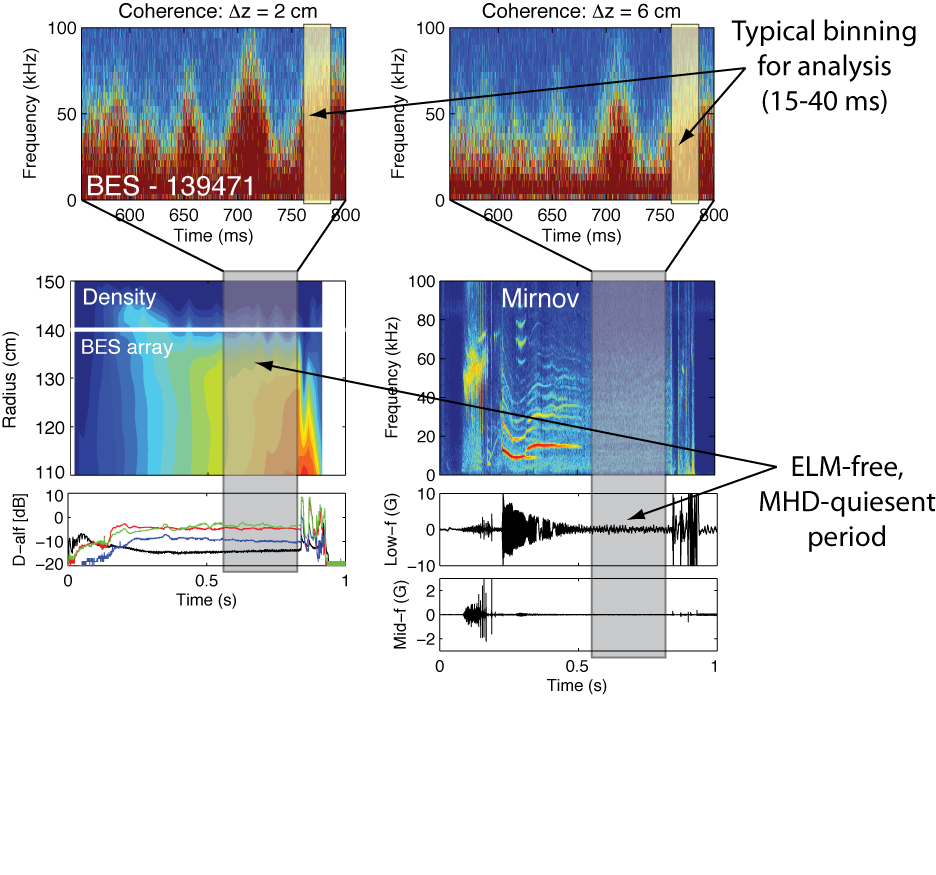 Coherence: Δz = 2 cm
Frequency (kHz)
100
50
0
BES - 139471
600 650 700 750 800
Time (ms)
Coherence: Δz = 6 cm
Frequency (kHz)
100
50
0
600 650 700 750 800
Time (ms)
Typical binning
for analysis
(15-40 ms)
Radius (cm)
150
140
130
120
110
Density
BES array
Frequency (kHz)
100
80
60
40
20
0
Mirnov
ELM-free,
MHD-quiesent
period
D-alf [dB]
10
0
-10
-20
0 0.5 1
Time (s)
Low-f (G)
10
0
-10
Mid-f (G)
2
0
-2
0 0.5 1
Time (s)